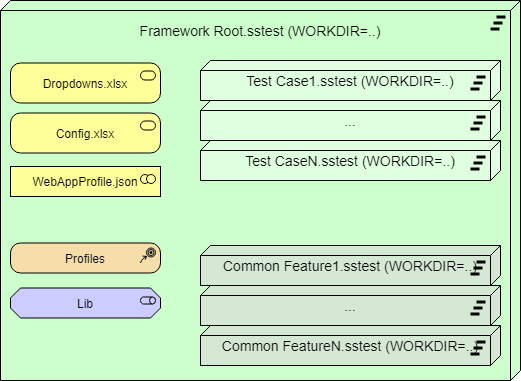 Framework Root.sstest (WORKDIR=..)
Dropdowns.xlsx
Config.xlsx
WebAppProfile.json
Test Case1.sstest (WORKDIR=..)
...
Test CaseN.sstest (WORKDIR=..)
Profiles
Lib
Common Feature1.sstest (WORKDIR=..)
...
Common FeatureN.sstest (WORKDIR=..)